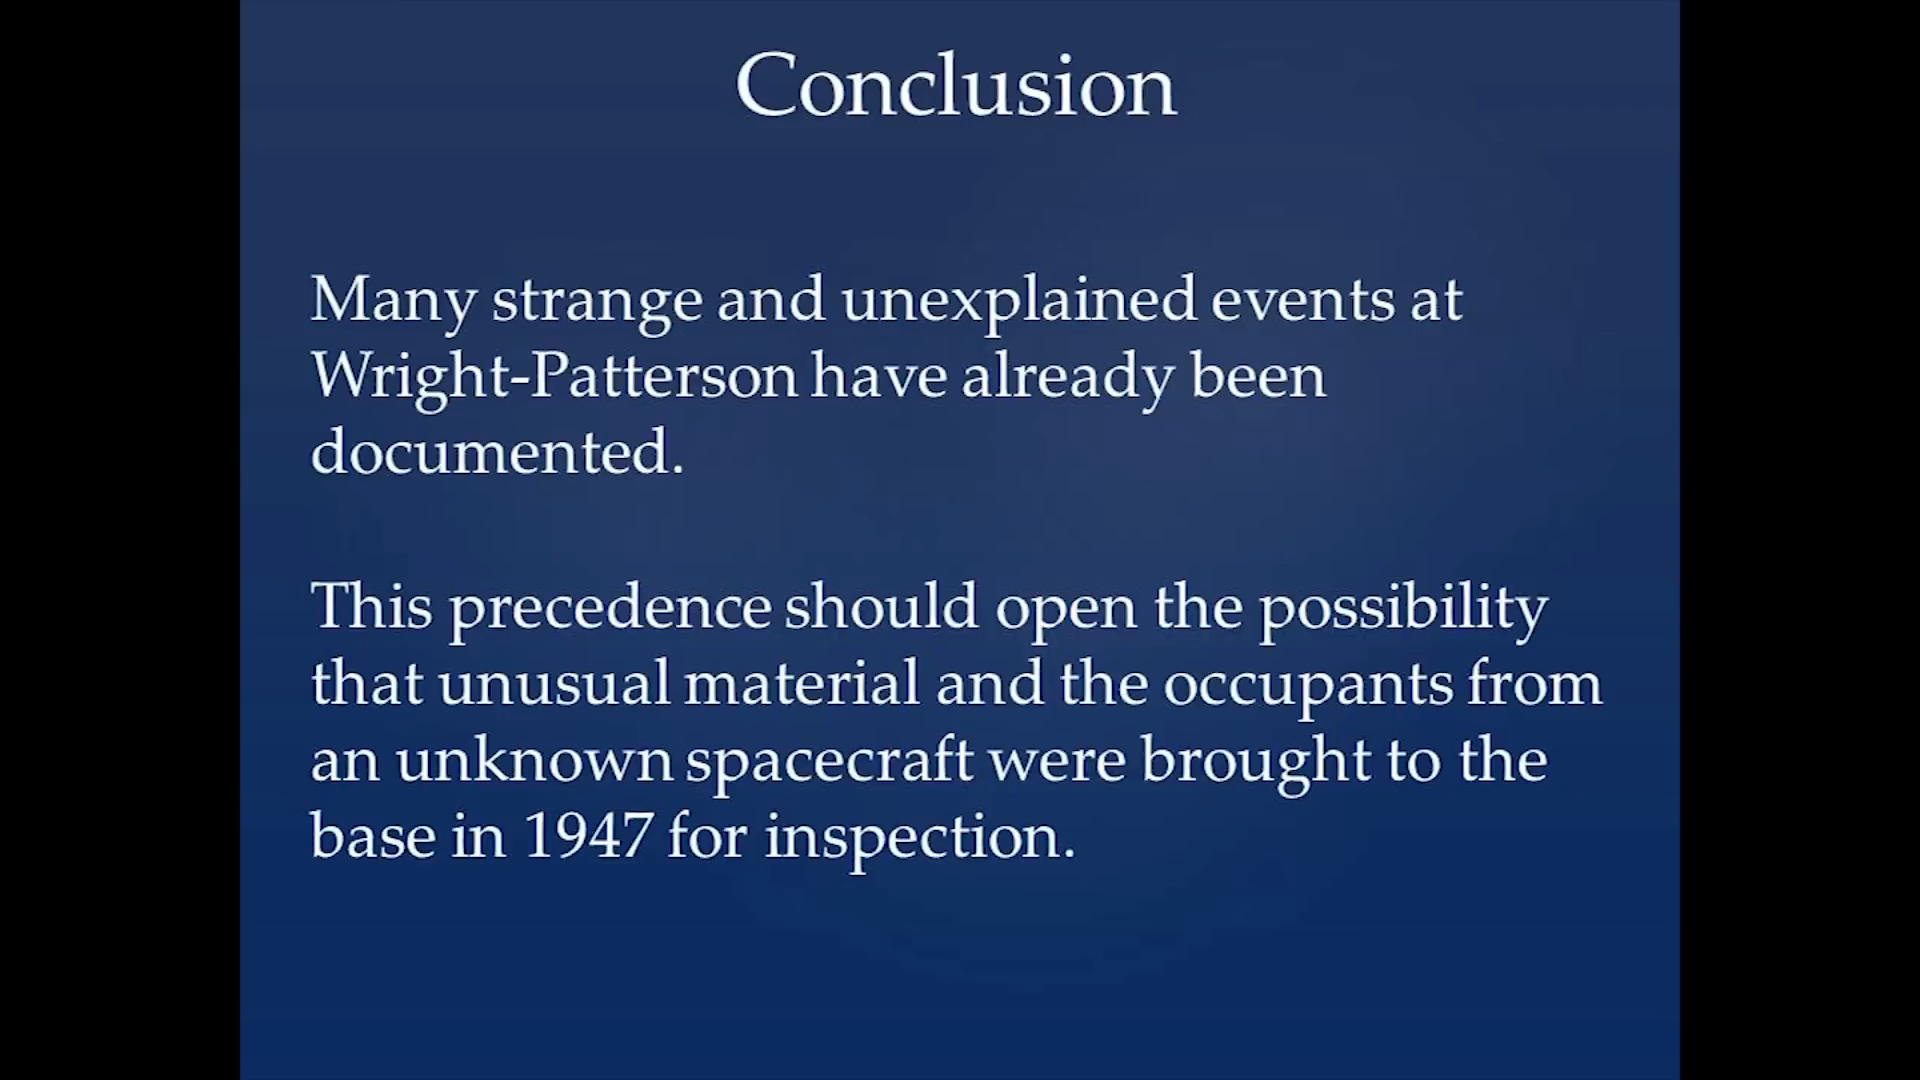 Conclusion
Many strange and unexplained events at
Wright-Patterson have already been
documented.
This precedence should open the possibility
that unusual material and the occupants from
an unknown spacecraft were brought to the
base in 1947 for inspection.